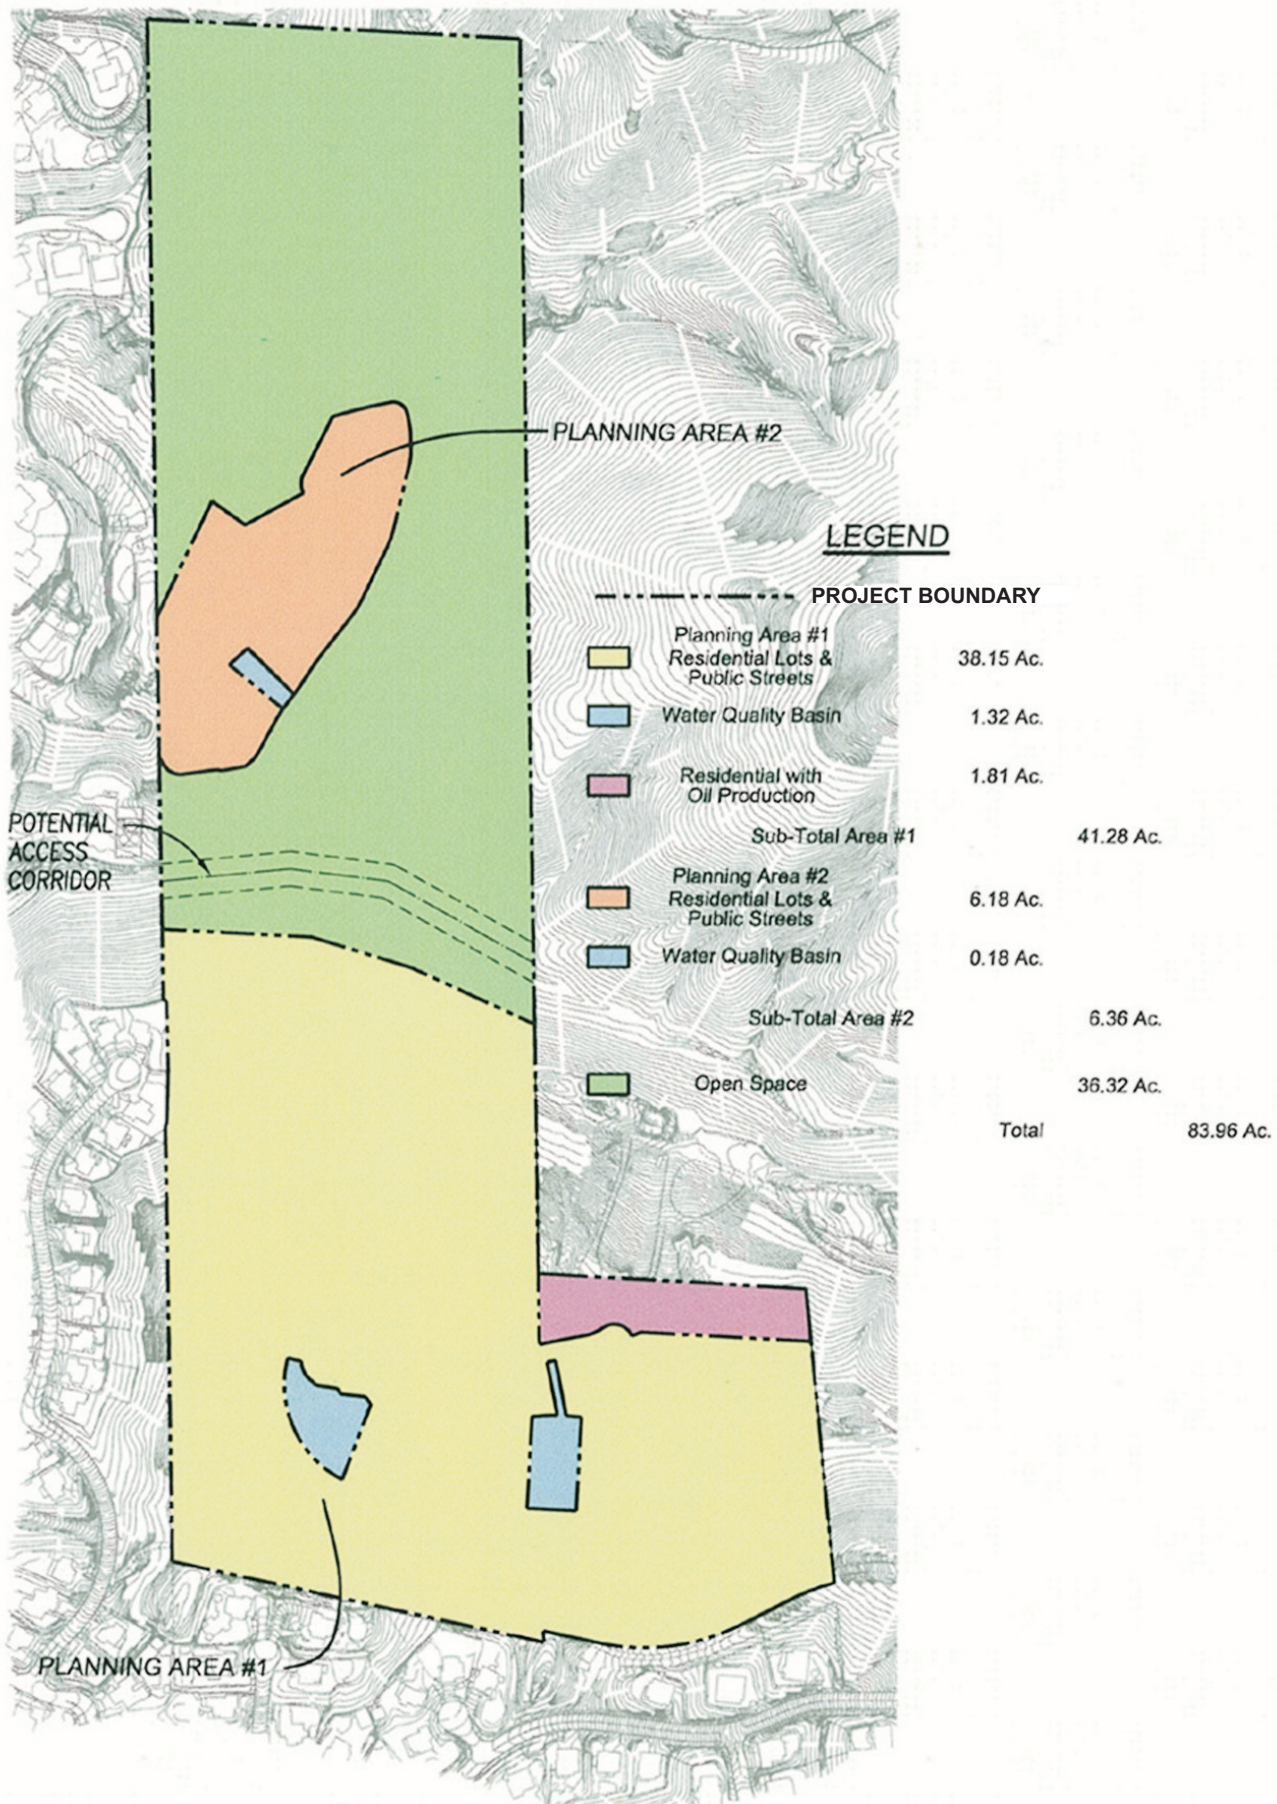 PLANNING AREA #2
LEGEND
PROJECT BOUNDARY
Planning Area #1
Residential Lots &
Public Streets
38.15 Ac.
Water Quality Basin
1.32 Ac.
Residential with
Oil Production
1.81 Ac.
Sub-Total Area #1
41.28 Ac.
POTENTIAL
ACCESS
CORRIDOR
Planning Area #2
Residential Lots &
Public Streets
6.18 Ac.
Water Quality Basin
0.18 Ac.
Sub-Total Area #2
6.36 Ac.
Open Space
36.32 Ac.
Total
83.96 Ac.
PLANNING AREA #1